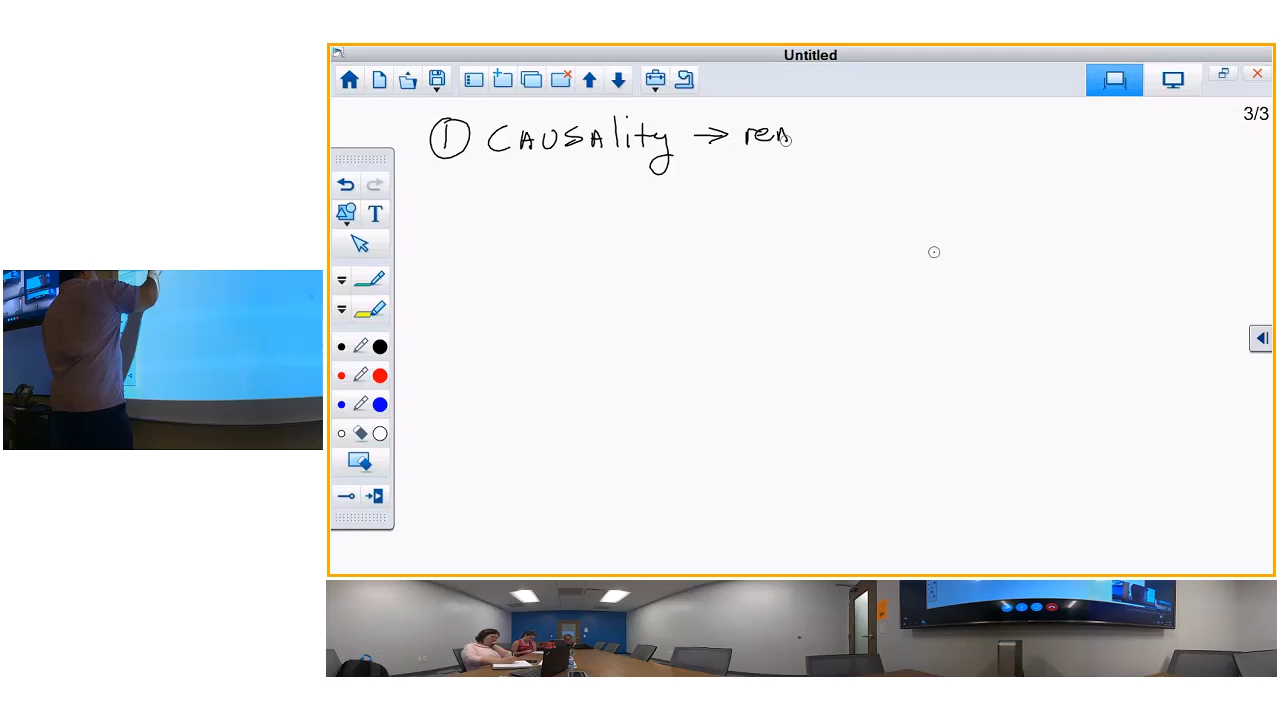 Untitled
3/3
① CAUSALity → reA
T